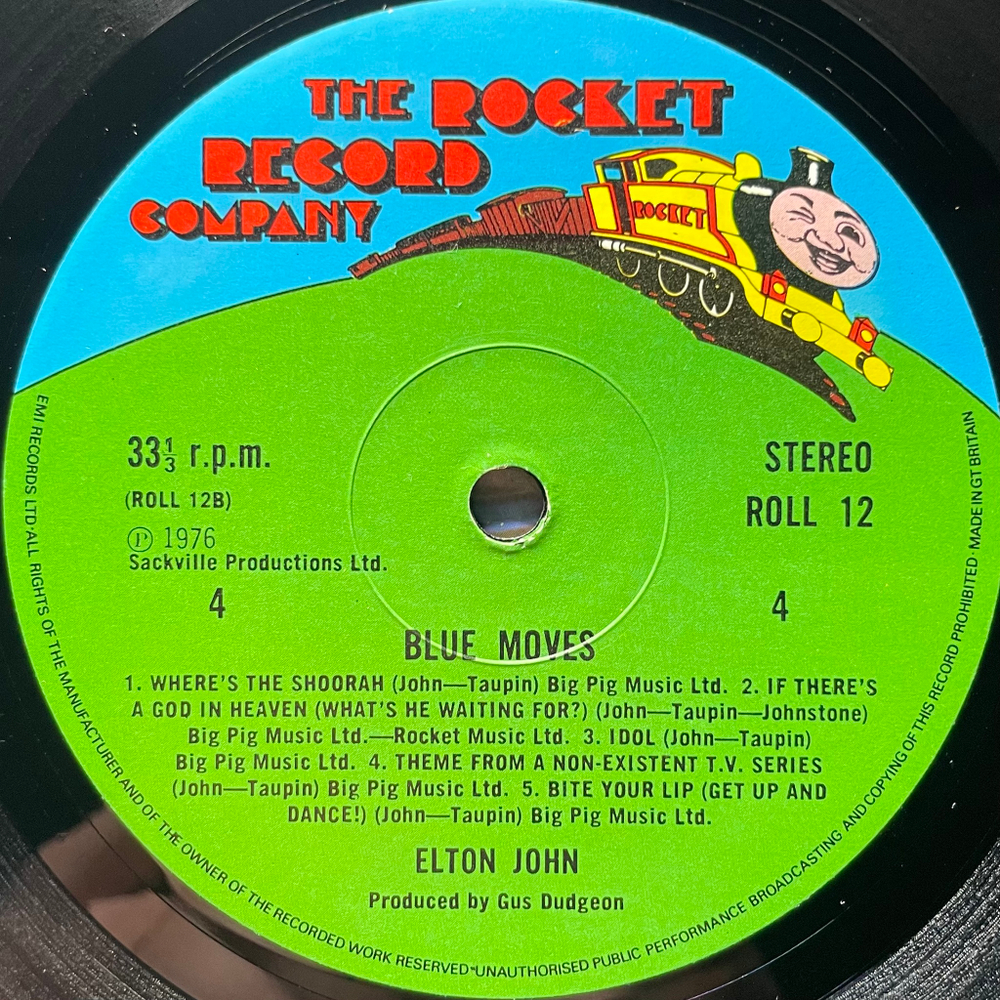 THE ROCKET
RECORD
COMPANY
ROCKET
33⅓ r.p.m.
STEREO
(ROLL 12B)
ROLL 12
Ⓟ 1976
Sackville Productions Ltd.
4
4
BLUE MOVES
1. WHERE'S THE SHOORAH (John—Taupin) Big Pig Music Ltd. 2. IF THERE'S
A GOD IN HEAVEN (WHAT'S HE WAITING FOR?) (John—Taupin—Johnstone)
Big Pig Music Ltd.—Rocket Music Ltd. 3. IDOL (John—Taupin)
Big Pig Music Ltd. 4. THEME FROM A NON-EXISTENT T.V. SERIES
(John—Taupin) Big Pig Music Ltd. 5. BITE YOUR LIP (GET UP AND
DANCE!) (John—Taupin) Big Pig Music Ltd.
ELTON JOHN
Produced by Gus Dudgeon
EMI RECORDS LTD·ALL RIGHTS OF THE MANUFACTURER AND OF THE OWNER OF THE RECORDED WORK RESERVED·UNAUTHORISED PUBLIC PERFORMANCE BROADCASTING AND COPYING OF THIS RECORD PROHIBITED·MADE IN GT BRITAIN